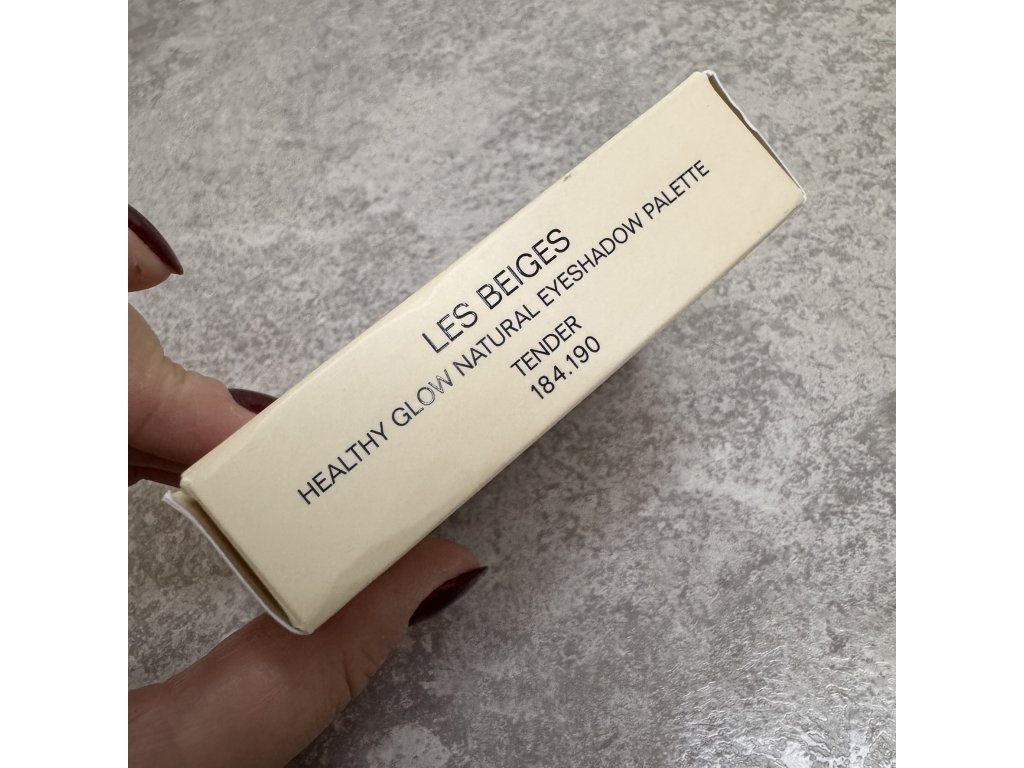 LES BEIGES
HEALTHY GLOW NATURAL EYESHADOW PALETTE
TENDER
184.190